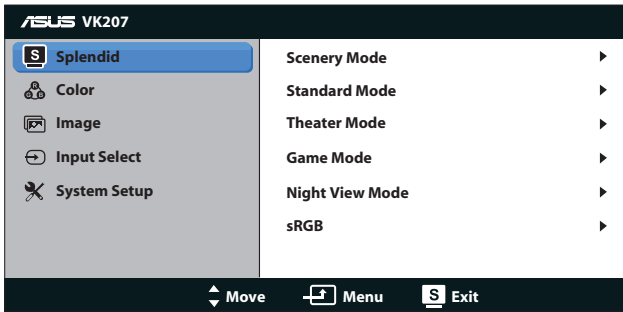 ASUS VK207
S Splendid
Color
Image
Input Select
System Setup
Scenery Mode
Standard Mode
Theater Mode
Game Mode
Night View Mode
sRGB
Move Menu S Exit